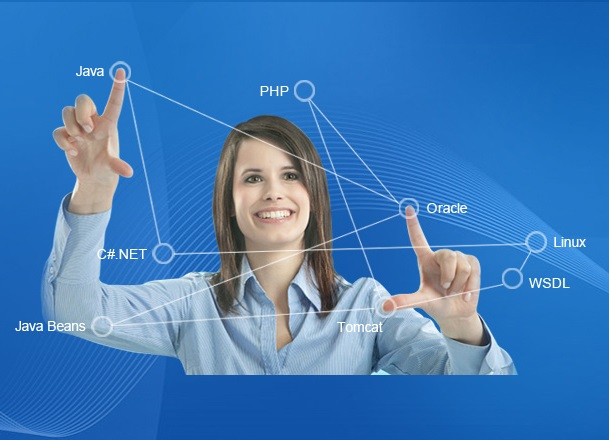 Java
PHP
Oracle
Linux
C#.NET
WSDL
Java Beans
Tomcat